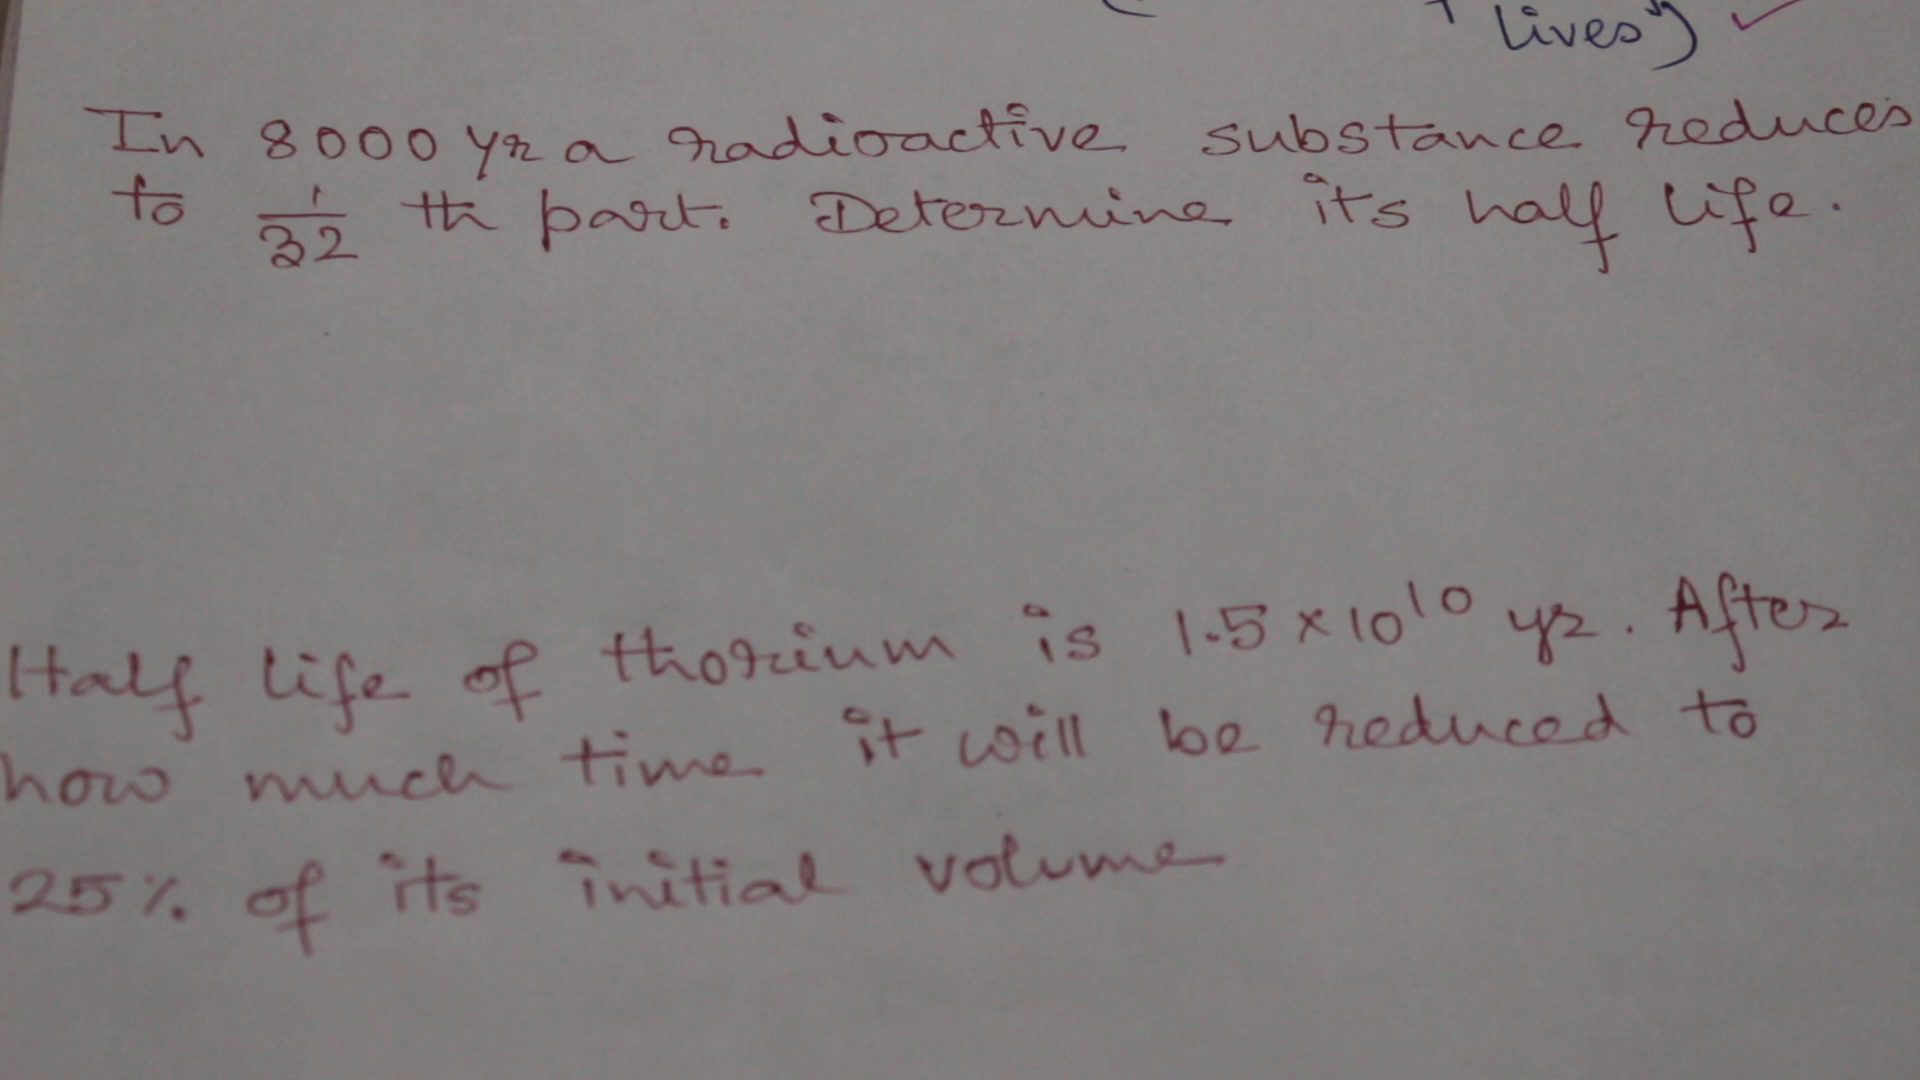 lives")
In 8000 yr a radioactive substance reduces
to 1/32 th part. Determine its half life.
Half life of thorium is 1.5 × 10¹⁰ yr. After
how much time it will be reduced to
25% of its initial volume